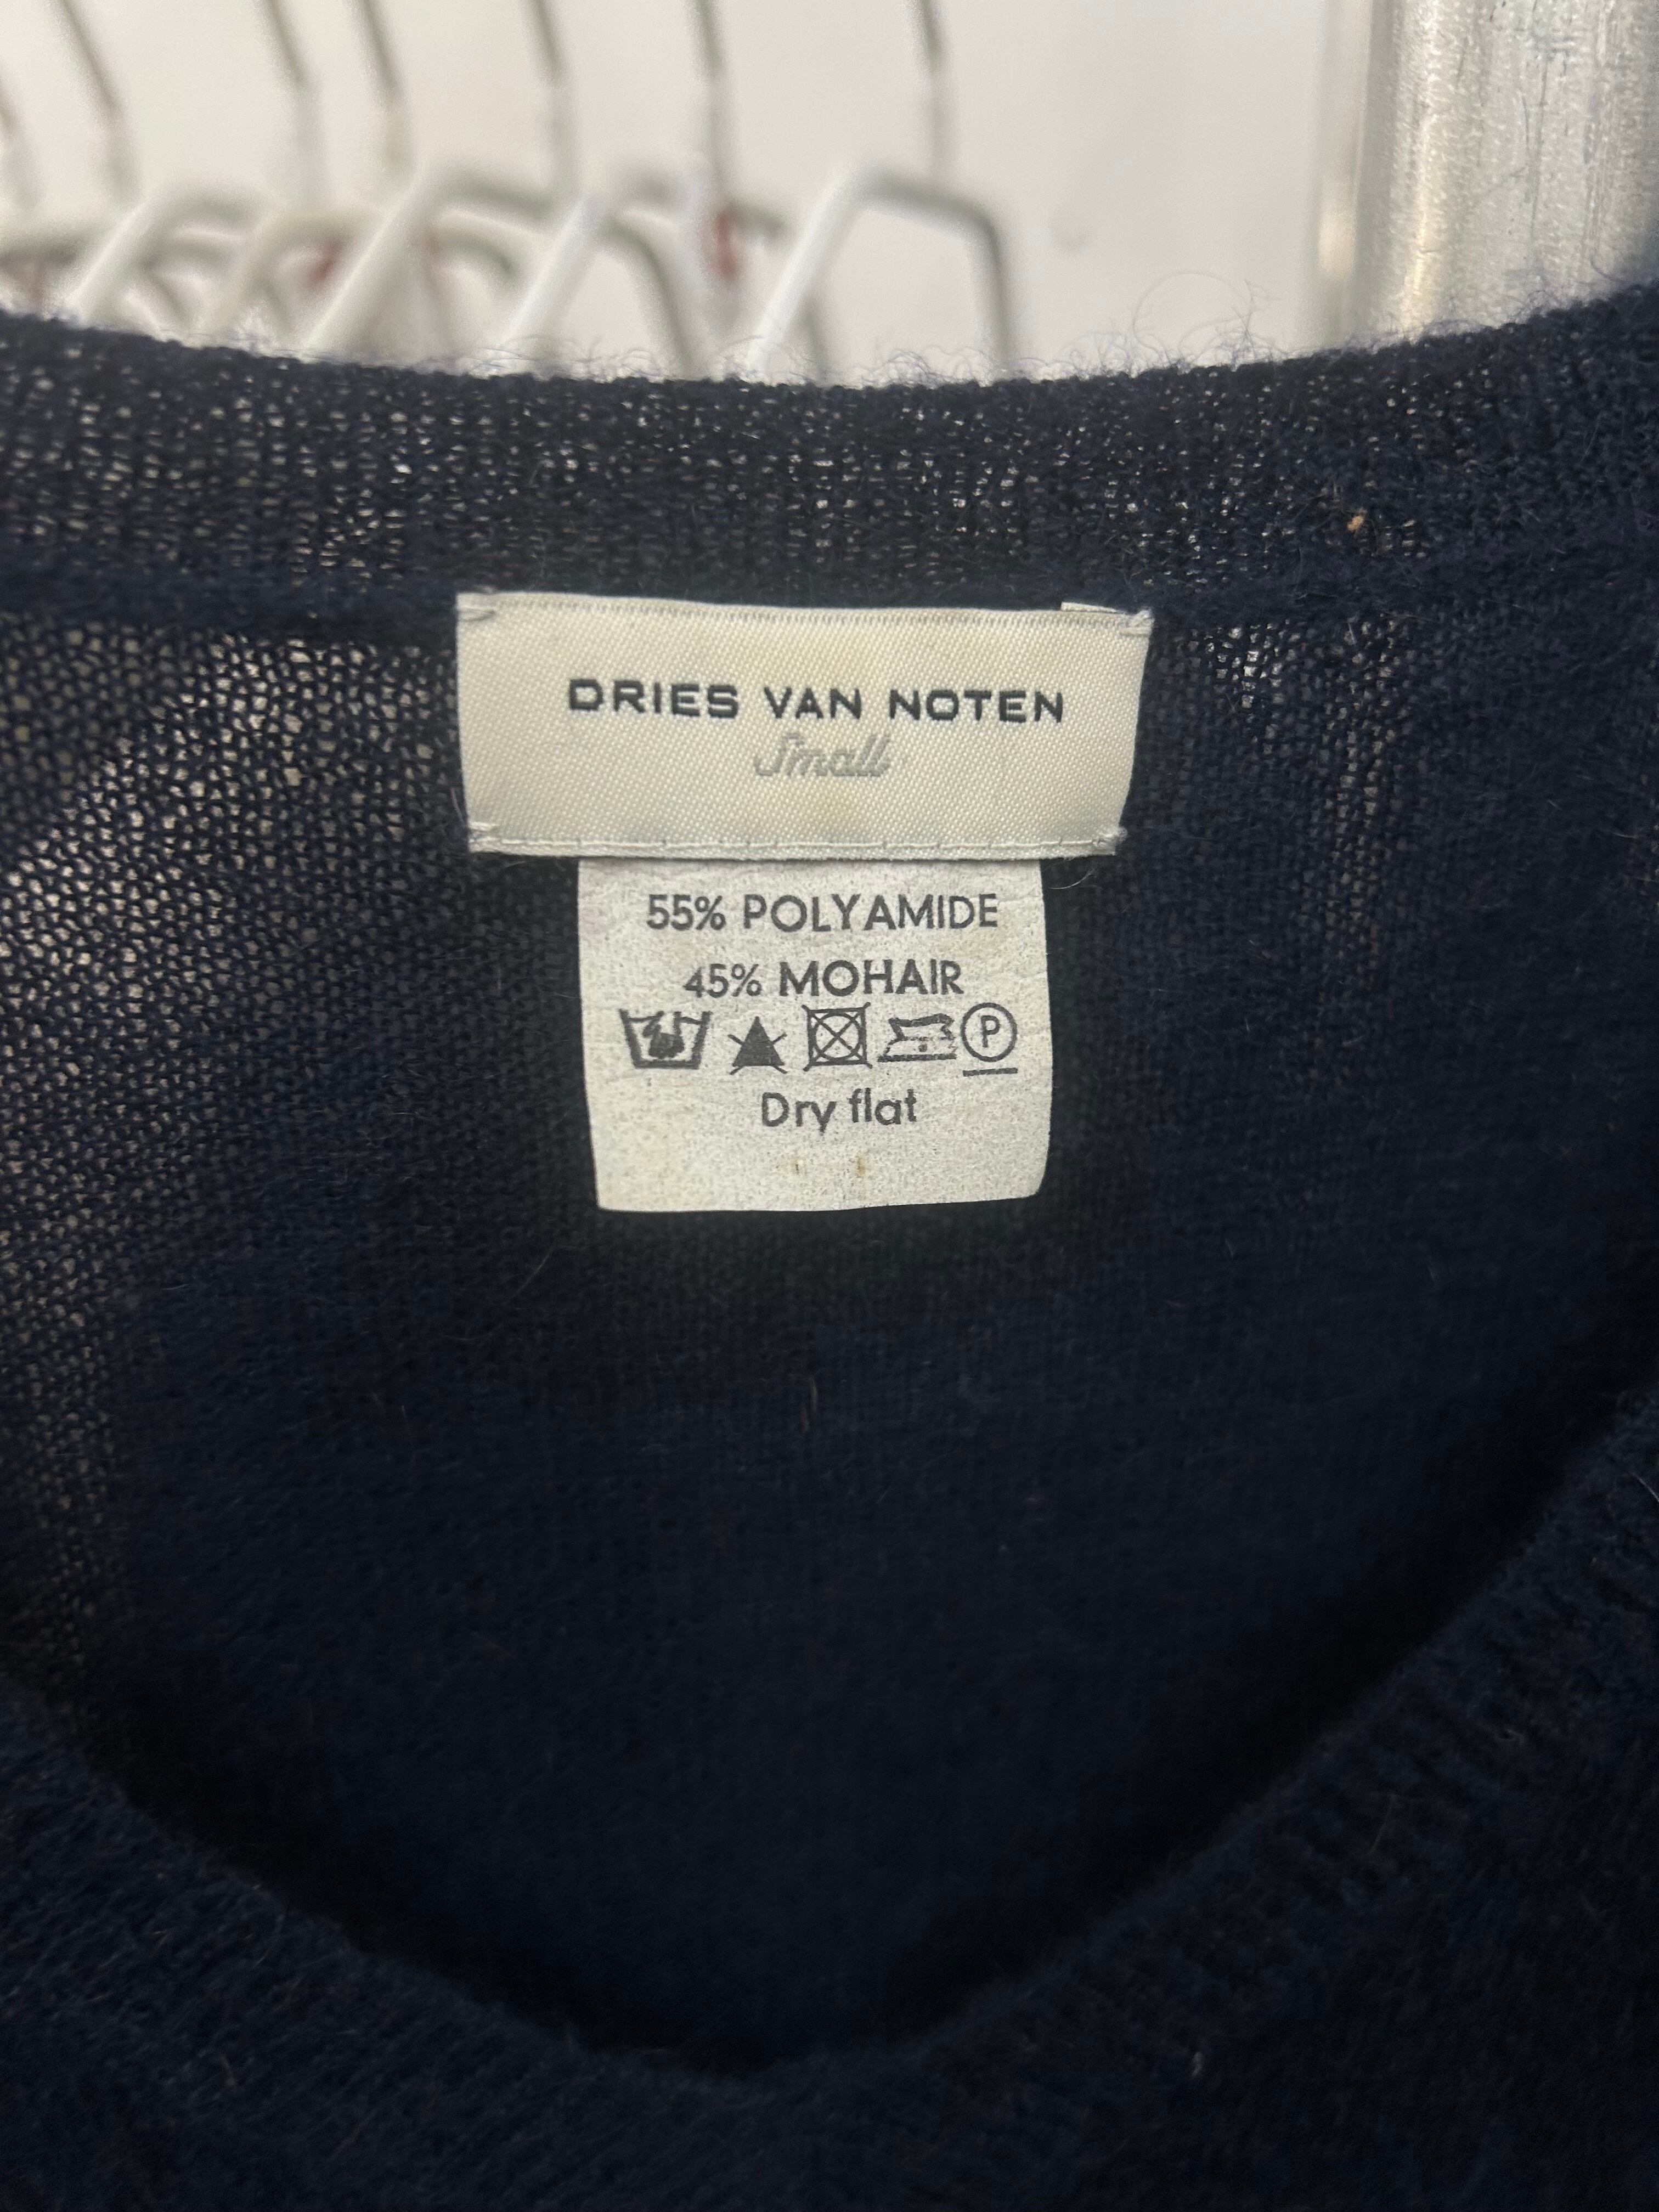 DRIES VAN NOTEN
Small
55% POLYAMIDE
45% MOHAIR
P
Dry flat